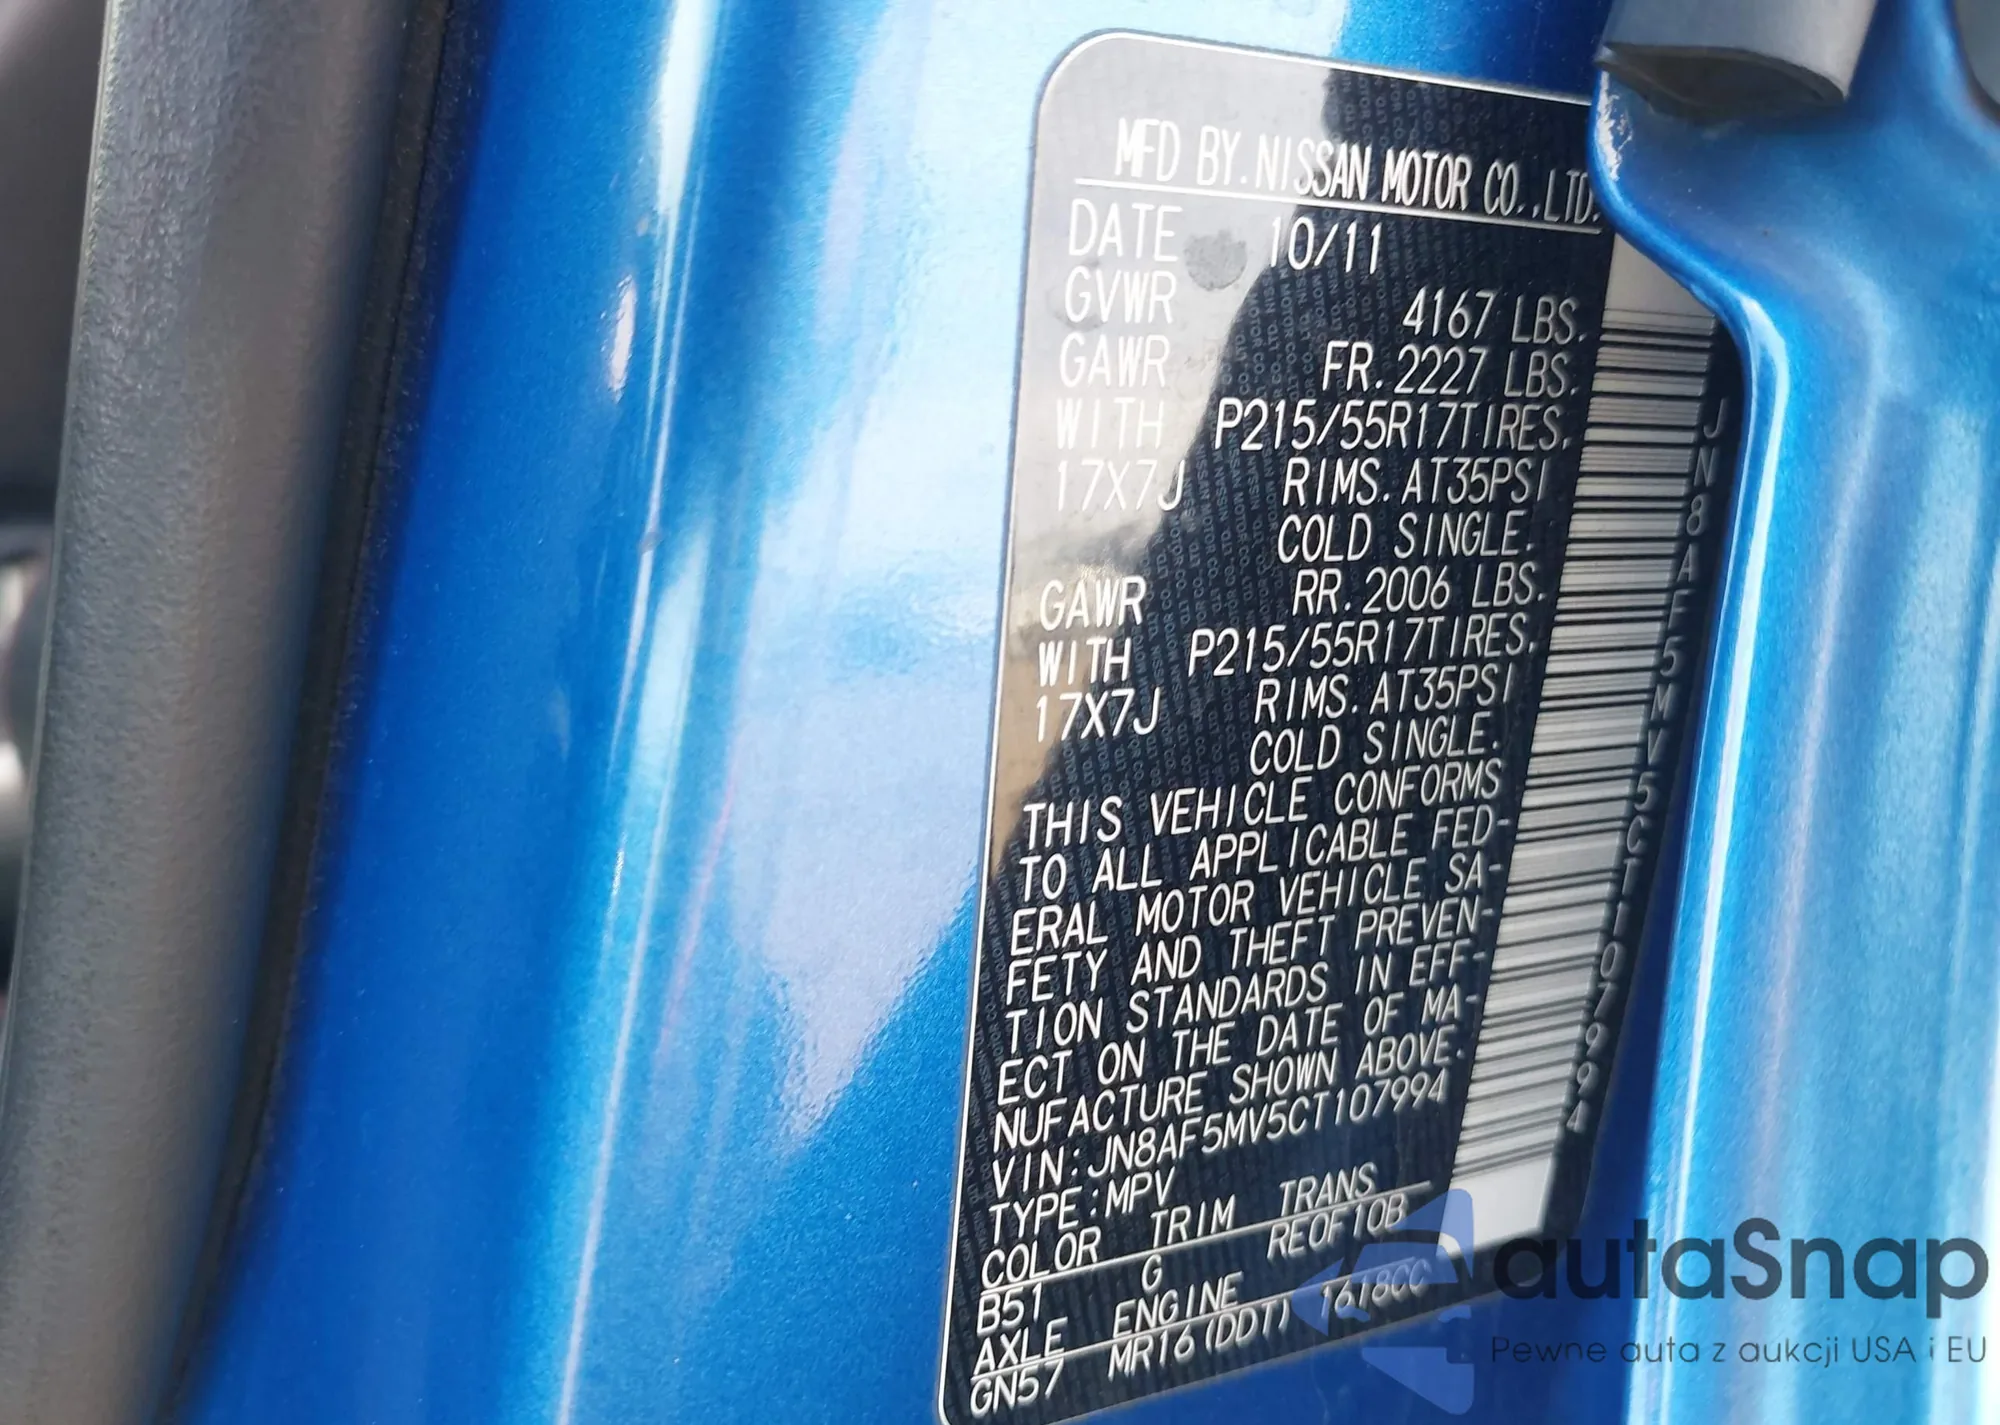 MFD BY.NISSAN MOTOR CO.,LTD.
DATE 10/11
GVWR 4167 LBS.
GAWR FR. 2227 LBS.
WITH P215/55R17TIRES,
17X7J RIMS. AT35PSI
COLD SINGLE.
GAWR RR. 2006 LBS.
WITH P215/55R17TIRES,
17X7J RIMS. AT35PSI
COLD SINGLE.
THIS VEHICLE CONFORMS
TO ALL APPLICABLE FED-
ERAL MOTOR VEHICLE SA-
FETY AND THEFT PREVEN-
TION STANDARDS IN EFF-
ECT ON THE DATE OF MA-
NUFACTURE SHOWN ABOVE.
VIN:JN8AF5MV5CT107994
TYPE:MPV
COLOR TRIM TRANS
B51 G RE0F10B
AXLE ENGINE
GN57 MR16(DDT) 1618CC
JN8AF5MV5CT107994
autaSnap
Pewne auta z aukcji USA i EU